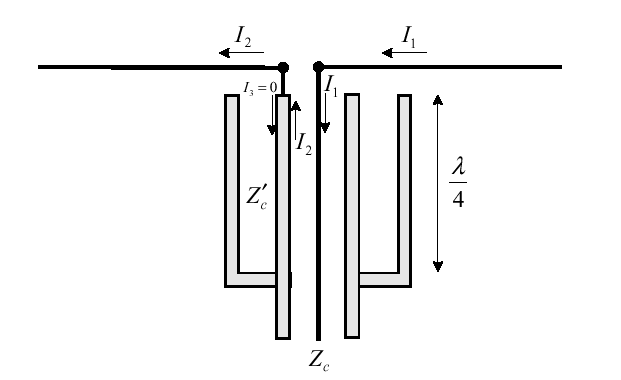 I₂
I₁
I₃ = 0
I₁
I₂
Z′c
λ/4
Zc